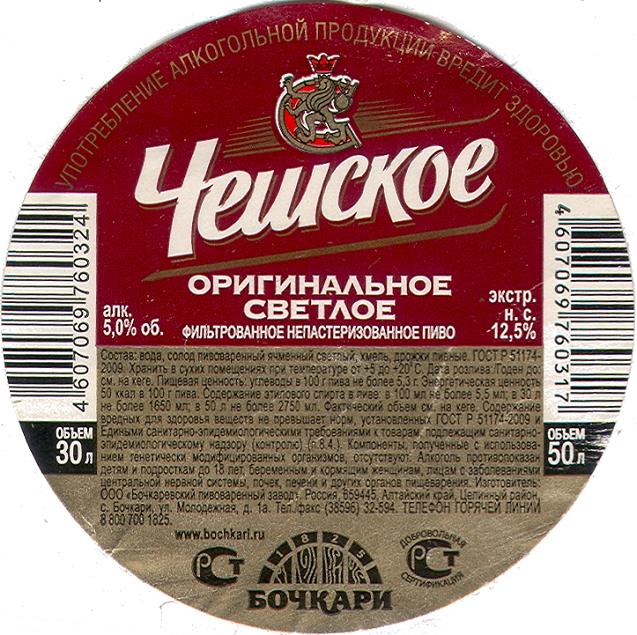 УПОТРЕБЛЕНИЕ АЛКОГОЛЬНОЙ ПРОДУКЦИИ ВРЕДИТ ЗДОРОВЬЮ
Чешское
ОРИГИНАЛЬНОЕ
СВЕТЛОЕ
ФИЛЬТРОВАННОЕ НЕПАСТЕРИЗОВАННОЕ ПИВО
алк.
5,0% об.
экстр.
н. с.
12,5%
4 607069 760324
4 607069 760317
ОБЪЕМ
30 л
ОБЪЕМ
50 л
Состав: вода, солод пивоваренный ячменный светлый, хмель, дрожжи пивные. ГОСТ Р 51174-
2009. Хранить в сухих помещениях при температуре от +5 до +20°С. Дата розлива/Годен до:
см. на кеге. Пищевая ценность: углеводы в 100 г пива не более 5,3 г. Энергетическая ценность
50 ккал в 100 г пива. Содержание этилового спирта в пиве: в 100 мл не более 5,5 мл; в 30 л
не более 1650 мл; в 50 л не более 2750 мл. Фактический объем см. на кеге. Содержание
вредных для здоровья веществ не превышает норм, установленных ГОСТ Р 51174-2009 и
Едиными санитарно-эпидемиологическими требованиями к товарам, подлежащим санитарно-
эпидемиологическому надзору (контролю) (п.8.4.). Компоненты, полученные с использова-
нием генетически модифицированных организмов, отсутствуют. Алкоголь противопоказан
детям и подросткам до 18 лет, беременным и кормящим женщинам, лицам с заболеваниями
центральной нервной системы, почек, печени и других органов пищеварения. Изготовитель:
ООО «Бочкаревский пивоваренный завод». Россия, 659445, Алтайский край, Целинный район,
с. Бочкари, ул. Молодежная, д. 1а. Тел./факс (38596) 32-594. ТЕЛЕФОН ГОРЯЧЕЙ ЛИНИИ
8 800 700 1825.
www.bochkari.ru
РСТ
1825
БОЧКАРИ
ДОБРОВОЛЬНАЯ
РСТ
СЕРТИФИКАЦИЯ